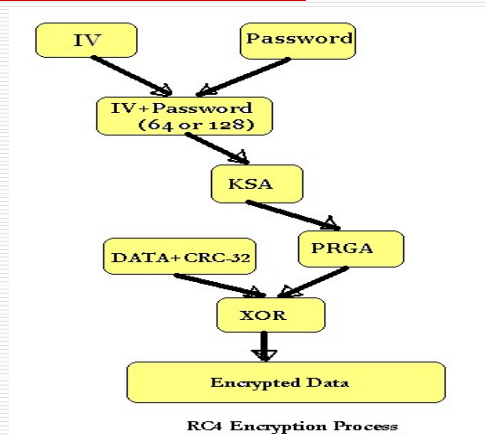 IV
Password
IV+Password
(64 or 128)
KSA
PRGA
DATA+CRC-32
XOR
Encrypted Data
RC4 Encryption Process